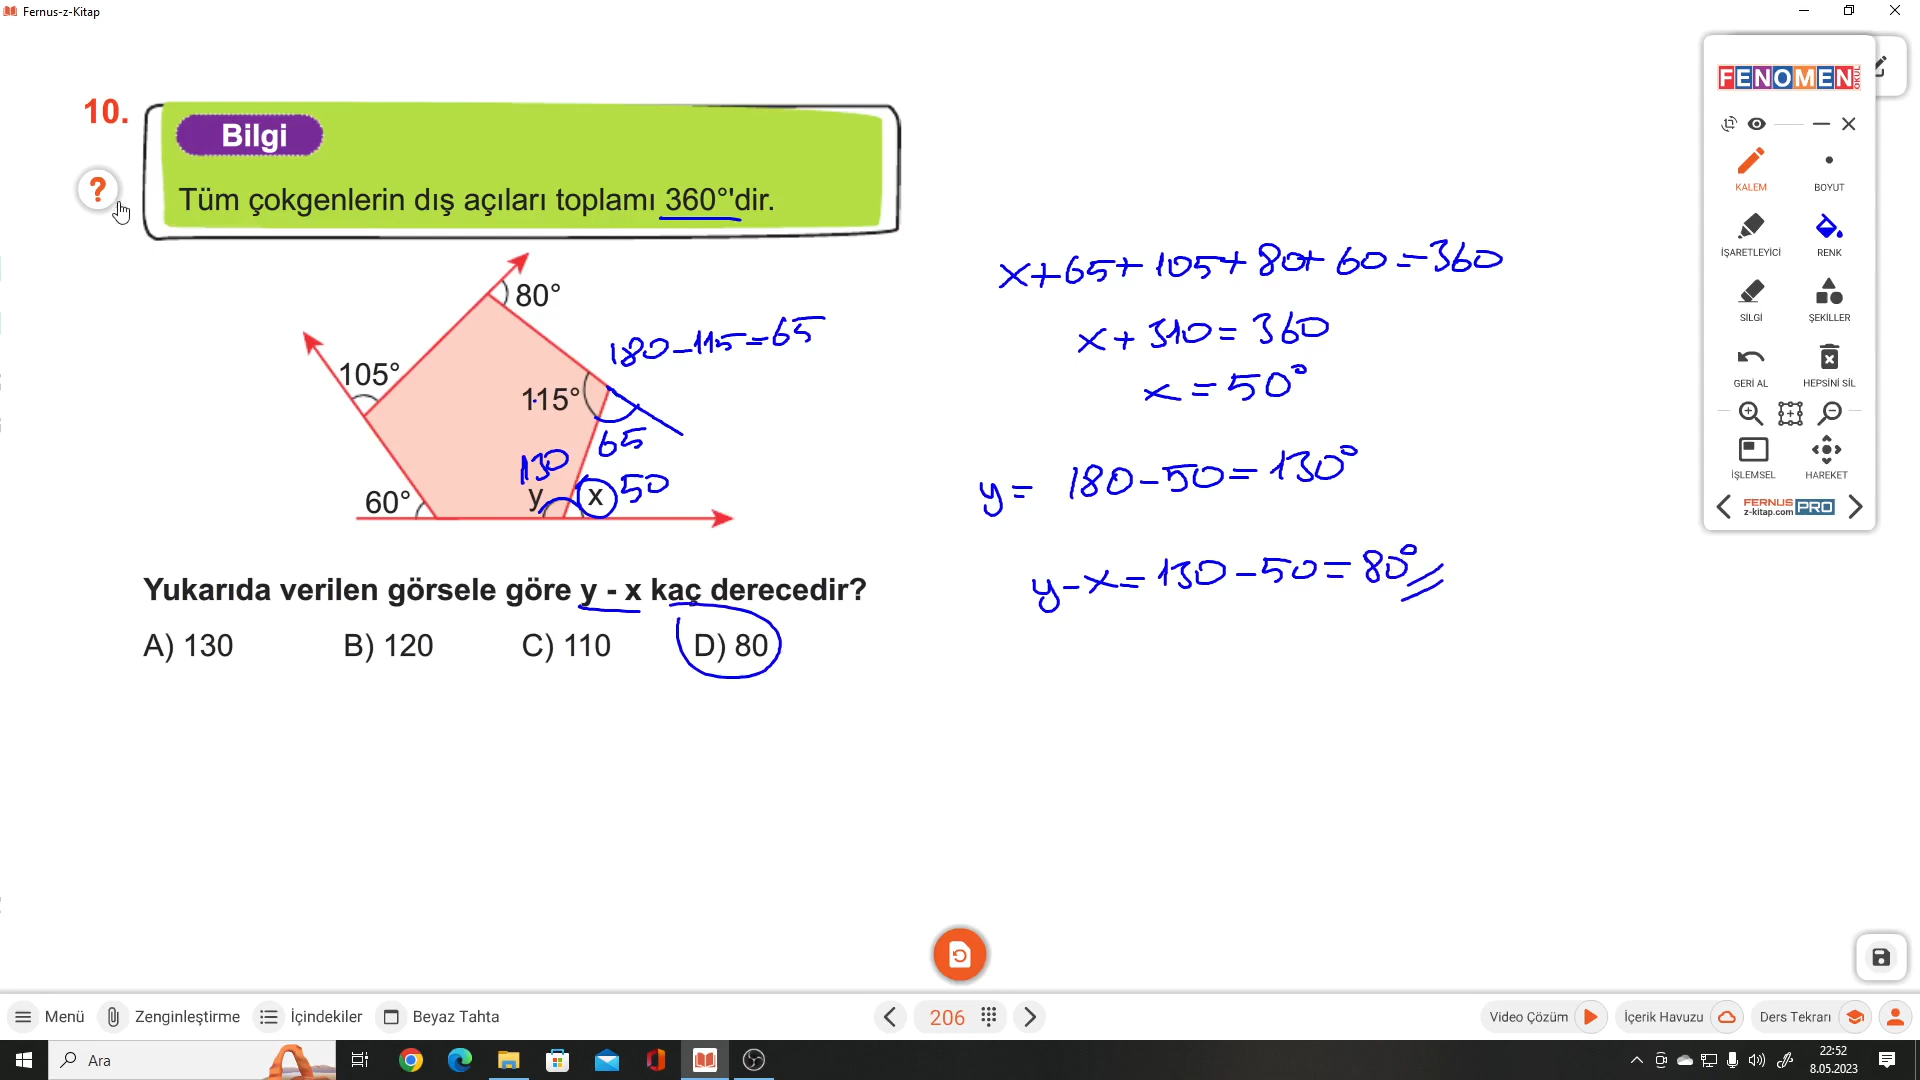 Fernus-z-Kitap
10.
Bilgi
?
Tüm çokgenlerin dış açıları toplamı 360°'dir.
80°
180-115=65
105°
115°
65
130
y
x
50
60°
x+65+105+80+60=360
x+310=360
x=50°
y= 180-50=130°
y-x=130-50=80°
Yukarıda verilen görsele göre y - x kaç derecedir?
A) 130 B) 120 C) 110 D) 80
FENOMEN
OKUL
KALEM BOYUT
İŞARETLEYİCİ RENK
SİLGİ ŞEKİLLER
GERİ AL HEPSİNİ SİL
İŞLEMSEL HAREKET
FERNUS
z-kitap.com PRO
Menü Zenginleştirme İçindekiler Beyaz Tahta 206 Video Çözüm İçerik Havuzu Ders Tekrarı
Ara
22:52
8.05.2023